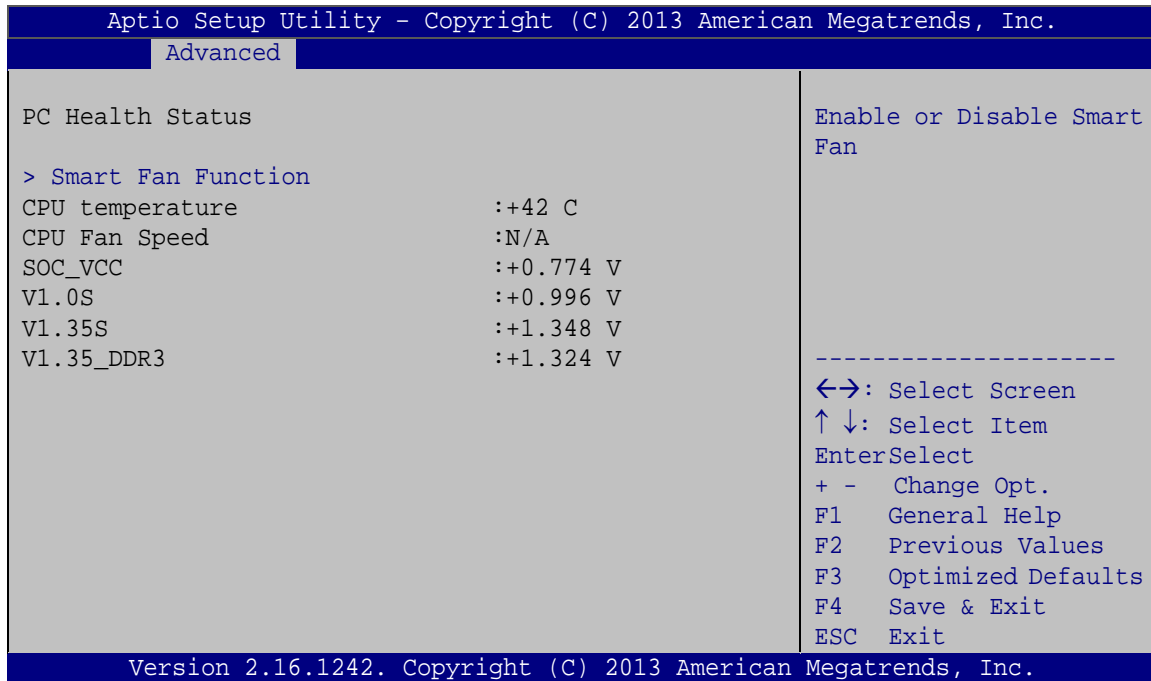 Aptio Setup Utility – Copyright (C) 2013 American Megatrends, Inc.
Advanced
PC Health Status
> Smart Fan Function
CPU temperature :+42 C
CPU Fan Speed :N/A
SOC_VCC :+0.774 V
V1.0S :+0.996 V
V1.35S :+1.348 V
V1.35_DDR3 :+1.324 V
Enable or Disable Smart
Fan
---------------------
←→: Select Screen
↑ ↓: Select Item
EnterSelect
+ - Change Opt.
F1 General Help
F2 Previous Values
F3 Optimized Defaults
F4 Save & Exit
ESC Exit
Version 2.16.1242. Copyright (C) 2013 American Megatrends, Inc.